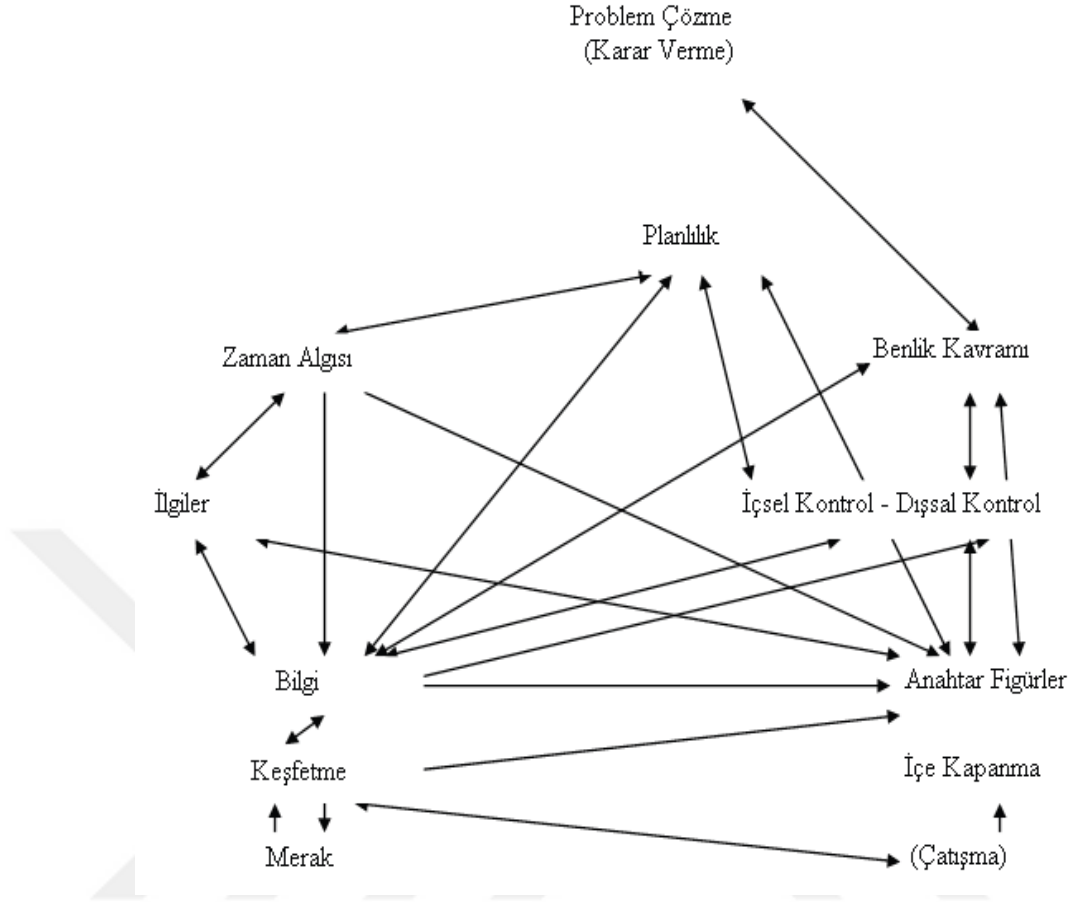 Problem Çözme
(Karar Verme)
Planlılık
Zaman Algısı
Benlik Kavramı
İlgiler
İçsel Kontrol - Dışsal Kontrol
Bilgi
Anahtar Figürler
Keşfetme
İçe Kapanma
Merak
(Çatışma)